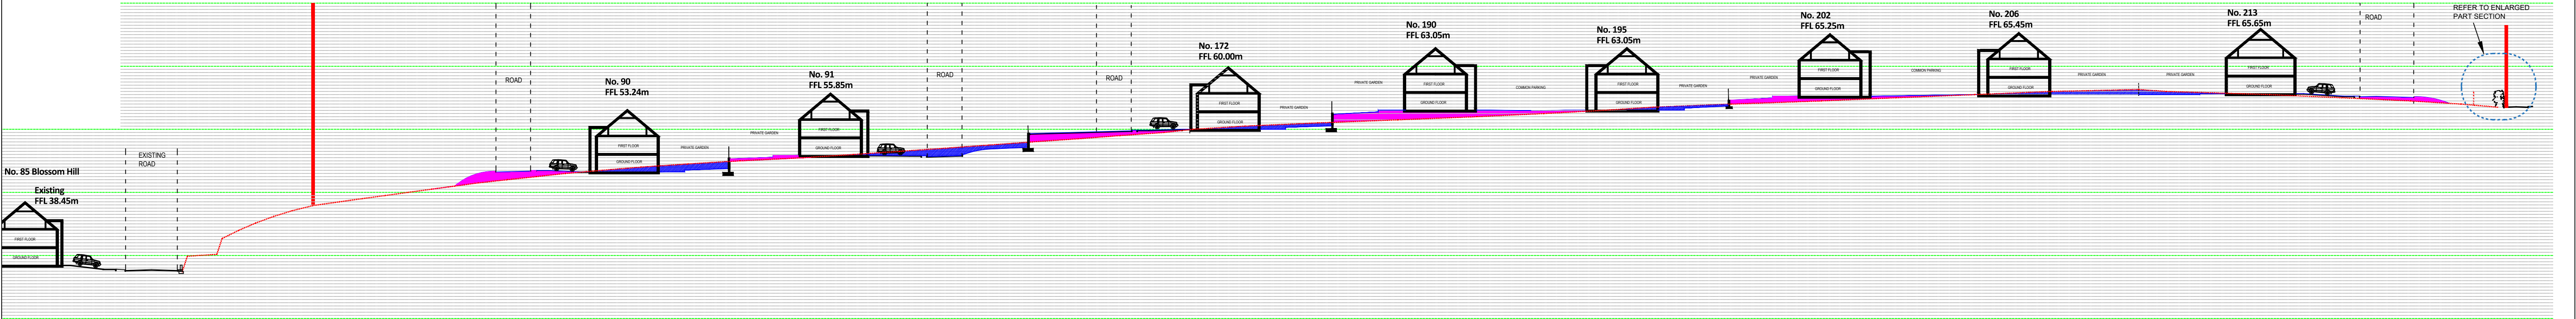 No. 85 Blossom Hill
Existing
FFL 38.45m
FIRST FLOOR
GROUND FLOOR
EXISTING
ROAD
ROAD
No. 90
FFL 53.24m
FIRST FLOOR
GROUND FLOOR
PRIVATE GARDEN
PRIVATE GARDEN
No. 91
FFL 55.85m
FIRST FLOOR
GROUND FLOOR
ROAD
ROAD
No. 172
FFL 60.00m
FIRST FLOOR
GROUND FLOOR
PRIVATE GARDEN
PRIVATE GARDEN
No. 190
FFL 63.05m
FIRST FLOOR
GROUND FLOOR
COMMON PARKING
No. 195
FFL 63.05m
FIRST FLOOR
GROUND FLOOR
PRIVATE GARDEN
PRIVATE GARDEN
No. 202
FFL 65.25m
FIRST FLOOR
GROUND FLOOR
COMMON PARKING
No. 206
FFL 65.45m
FIRST FLOOR
GROUND FLOOR
PRIVATE GARDEN
PRIVATE GARDEN
No. 213
FFL 65.65m
FIRST FLOOR
GROUND FLOOR
ROAD
REFER TO ENLARGED
PART SECTION